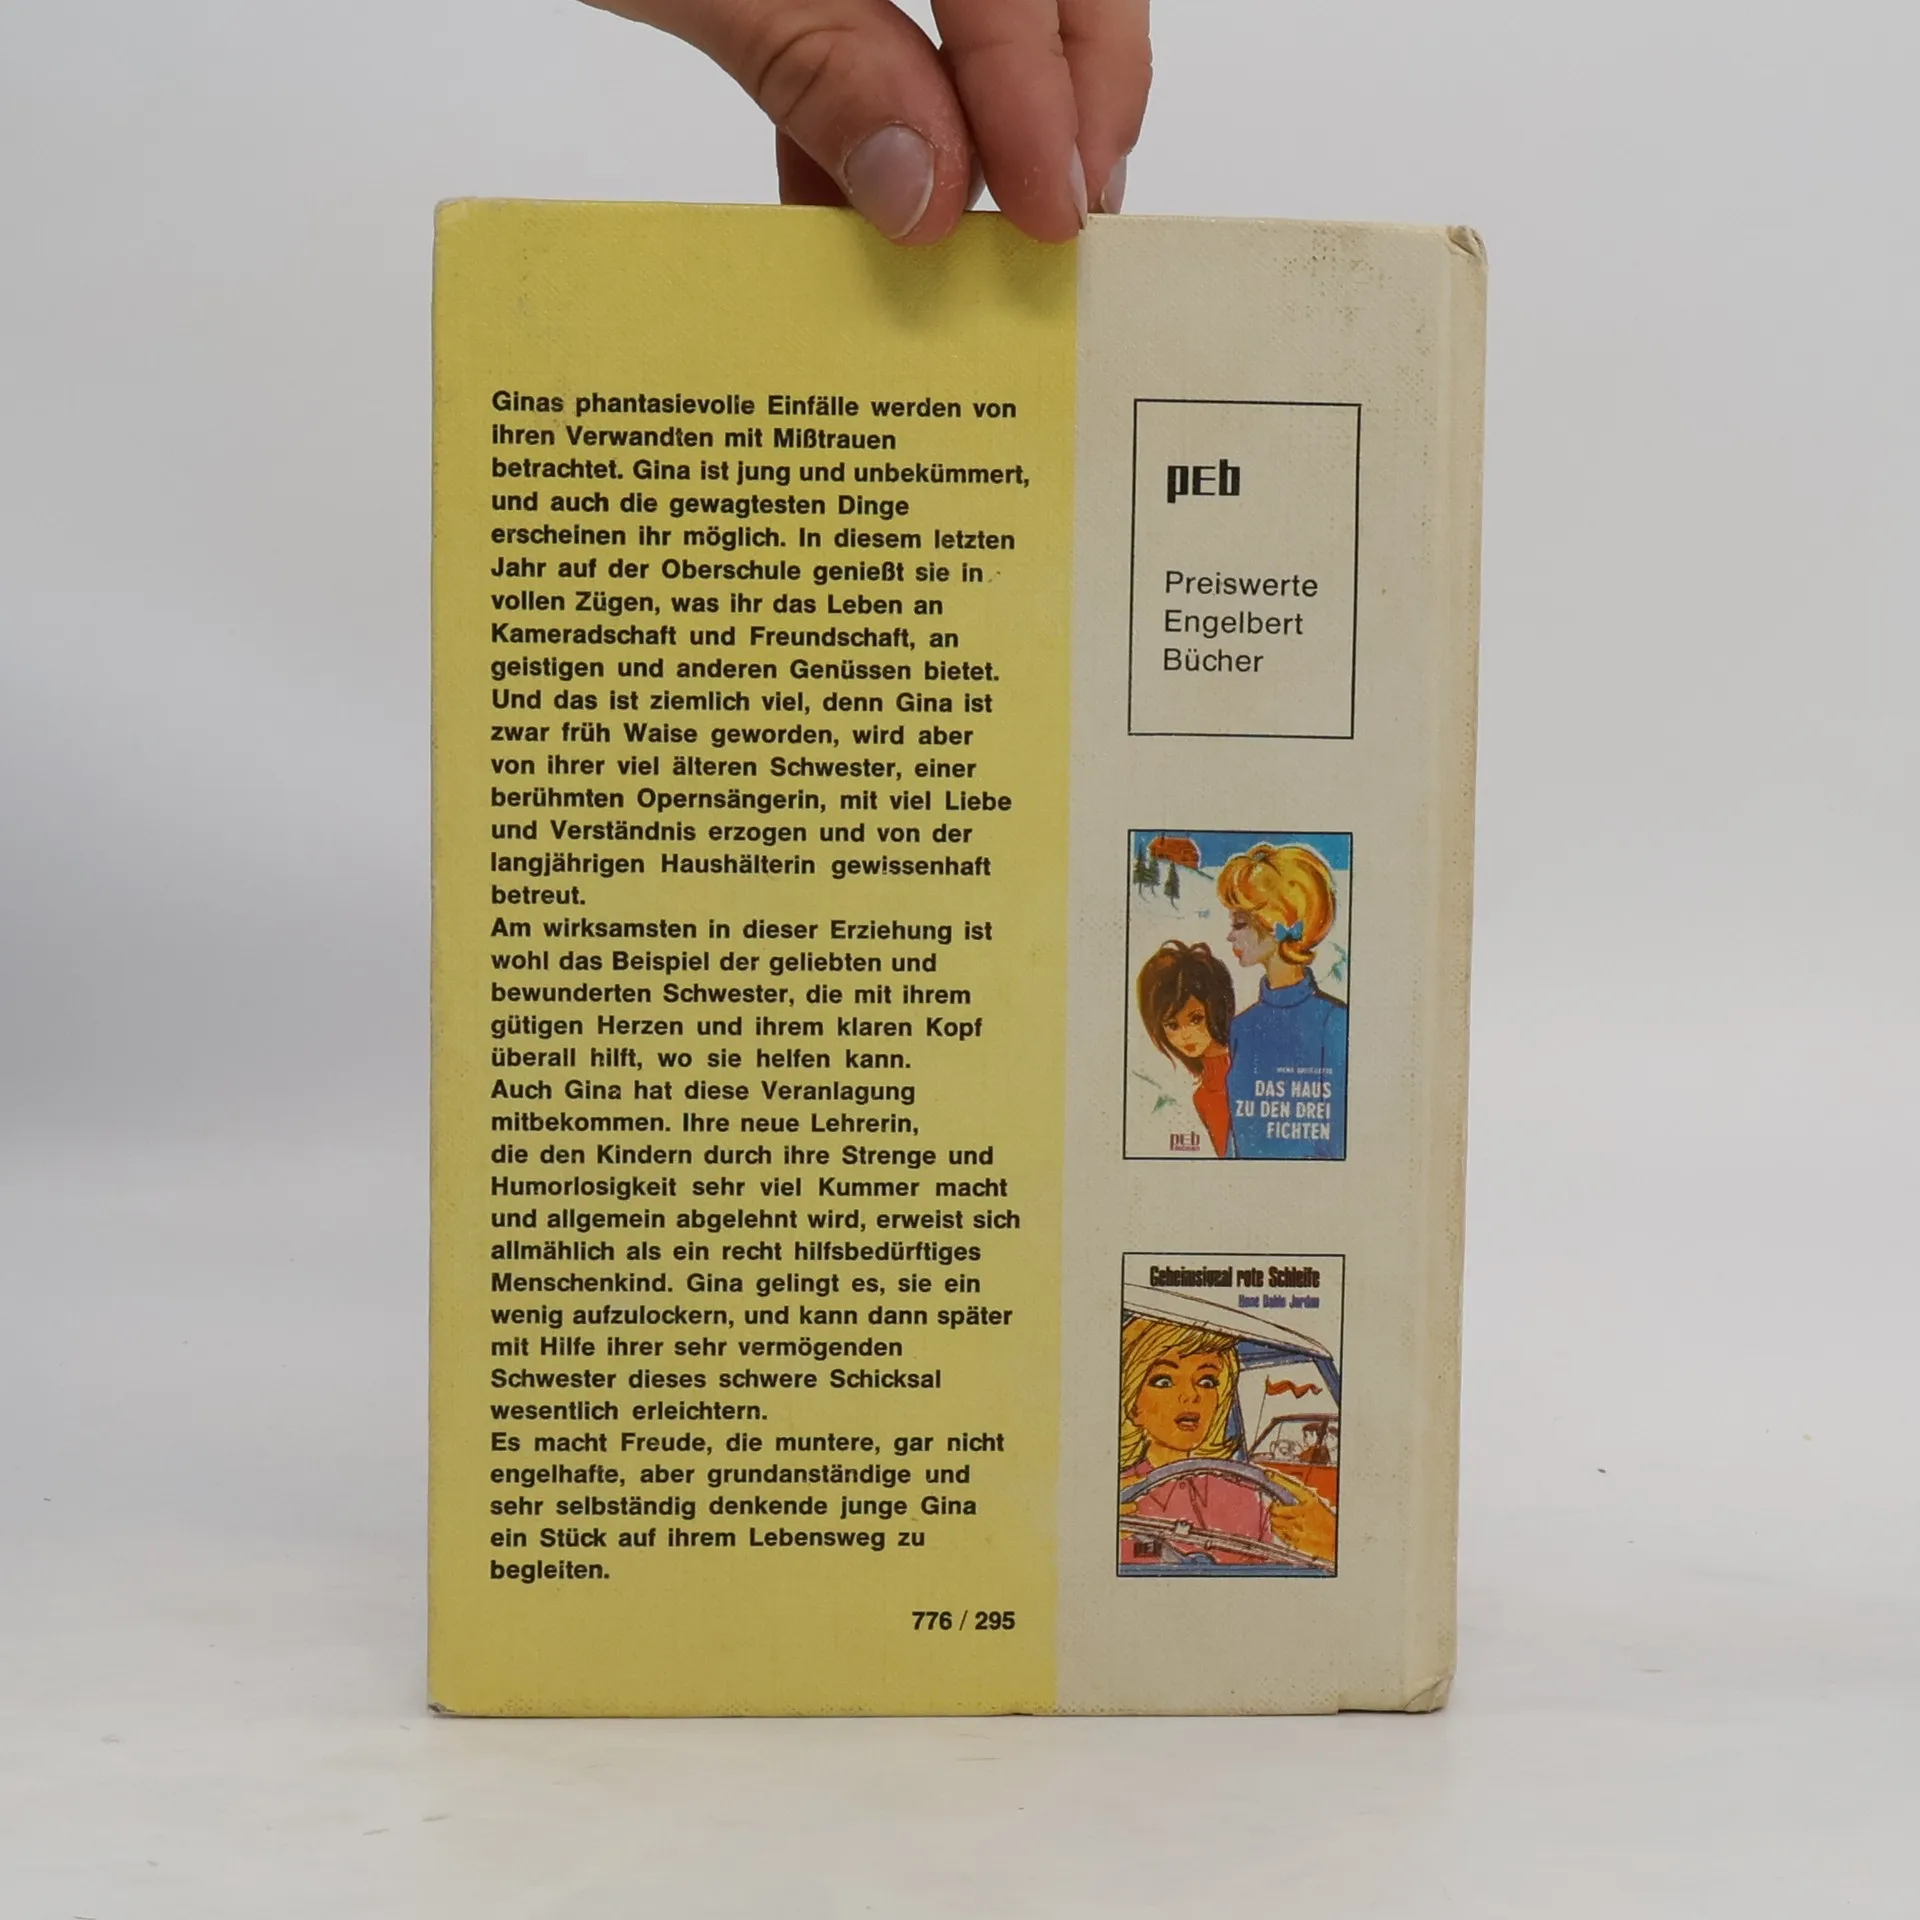 Ginas phantasievolle Einfälle werden von
ihren Verwandten mit Mißtrauen
betrachtet. Gina ist jung und unbekümmert,
und auch die gewagtesten Dinge
erscheinen ihr möglich. In diesem letzten
Jahr auf der Oberschule genießt sie in
vollen Zügen, was ihr das Leben an
Kameradschaft und Freundschaft, an
geistigen und anderen Genüssen bietet.
Und das ist ziemlich viel, denn Gina ist
zwar früh Waise geworden, wird aber
von ihrer viel älteren Schwester, einer
berühmten Opernsängerin, mit viel Liebe
und Verständnis erzogen und von der
langjährigen Haushälterin gewissenhaft
betreut.
Am wirksamsten in dieser Erziehung ist
wohl das Beispiel der geliebten und
bewunderten Schwester, die mit ihrem
gütigen Herzen und ihrem klaren Kopf
überall hilft, wo sie helfen kann.
Auch Gina hat diese Veranlagung
mitbekommen. Ihre neue Lehrerin,
die den Kindern durch ihre Strenge und
Humorlosigkeit sehr viel Kummer macht
und allgemein abgelehnt wird, erweist sich
allmählich als ein recht hilfsbedürftiges
Menschenkind. Gina gelingt es, sie ein
wenig aufzulockern, und kann dann später
mit Hilfe ihrer sehr vermögenden
Schwester dieses schwere Schicksal
wesentlich erleichtern.
Es macht Freude, die muntere, gar nicht
engelhafte, aber grundanständige und
sehr selbständig denkende junge Gina
ein Stück auf ihrem Lebensweg zu
begleiten.
776 / 295
peb
Preiswerte
Engelbert
Bücher
DAS HAUS
ZU DEN DREI
FICHTEN
peb
Geheimsignal rote Schleife
peb